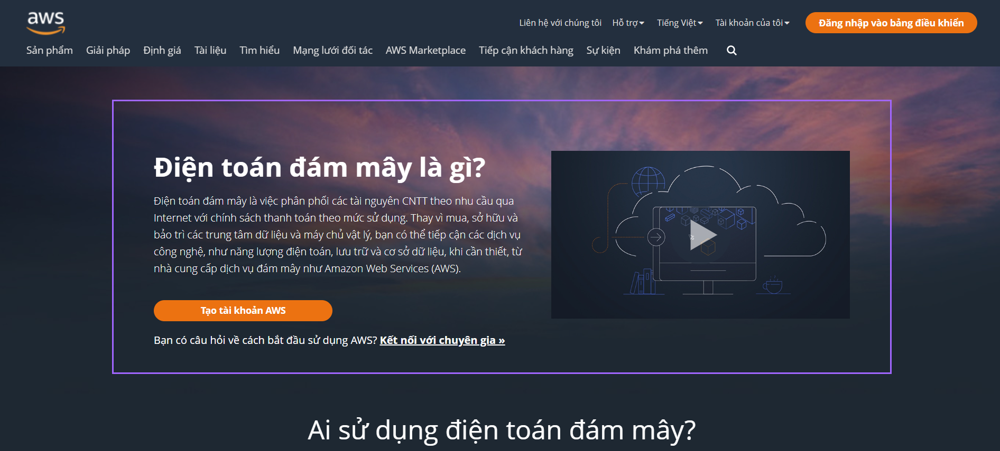 aws
Liên hệ với chúng tôi Hỗ trợ Tiếng Việt Tài khoản của tôi Đăng nhập vào bảng điều khiển
Sản phẩm Giải pháp Định giá Tài liệu Tìm hiểu Mạng lưới đối tác AWS Marketplace Tiếp cận khách hàng Sự kiện Khám phá thêm
Điện toán đám mây là gì?
Điện toán đám mây là việc phân phối các tài nguyên CNTT theo nhu cầu qua
Internet với chính sách thanh toán theo mức sử dụng. Thay vì mua, sở hữu và
bảo trì các trung tâm dữ liệu và máy chủ vật lý, bạn có thể tiếp cận các dịch vụ
công nghệ, như năng lượng điện toán, lưu trữ và cơ sở dữ liệu, khi cần thiết, từ
nhà cung cấp dịch vụ đám mây như Amazon Web Services (AWS).
Tạo tài khoản AWS
Bạn có câu hỏi về cách bắt đầu sử dụng AWS? Kết nối với chuyên gia »
Ai sử dụng điện toán đám mây?